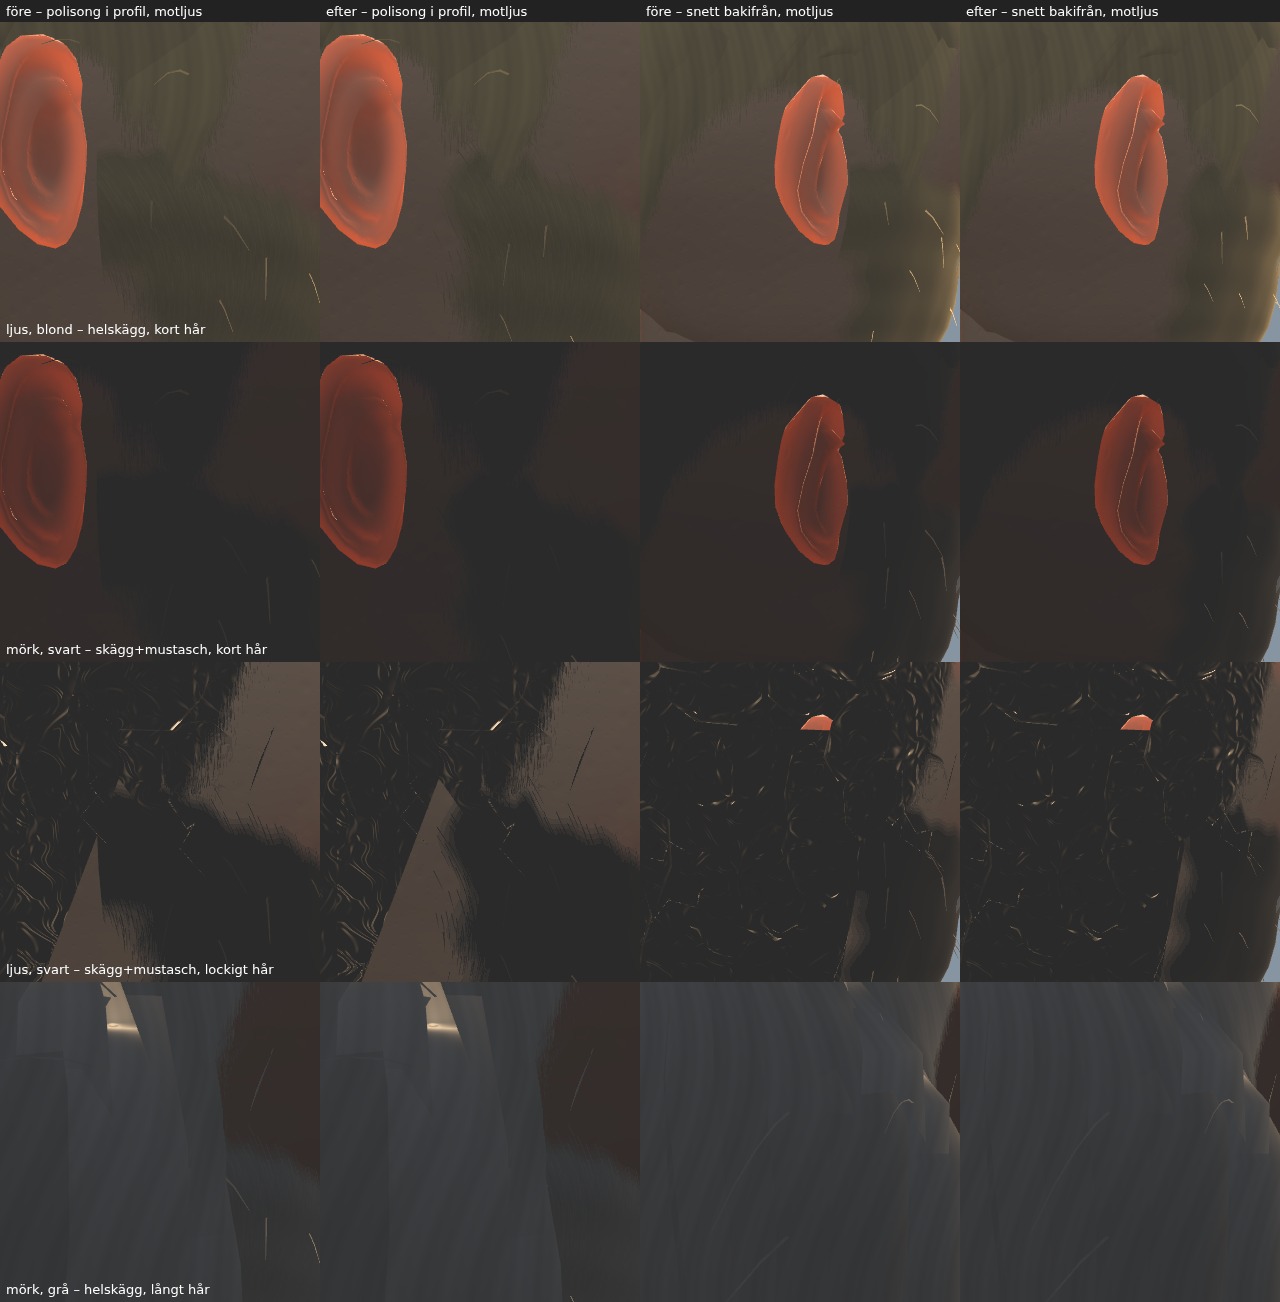 före – polisong i profil, motljus
efter – polisong i profil, motljus
före – snett bakifrån, motljus
efter – snett bakifrån, motljus
ljus, blond – helskägg, kort hår
mörk, svart – skägg+mustasch, kort hår
ljus, svart – skägg+mustasch, lockigt hår
mörk, grå – helskägg, långt hår